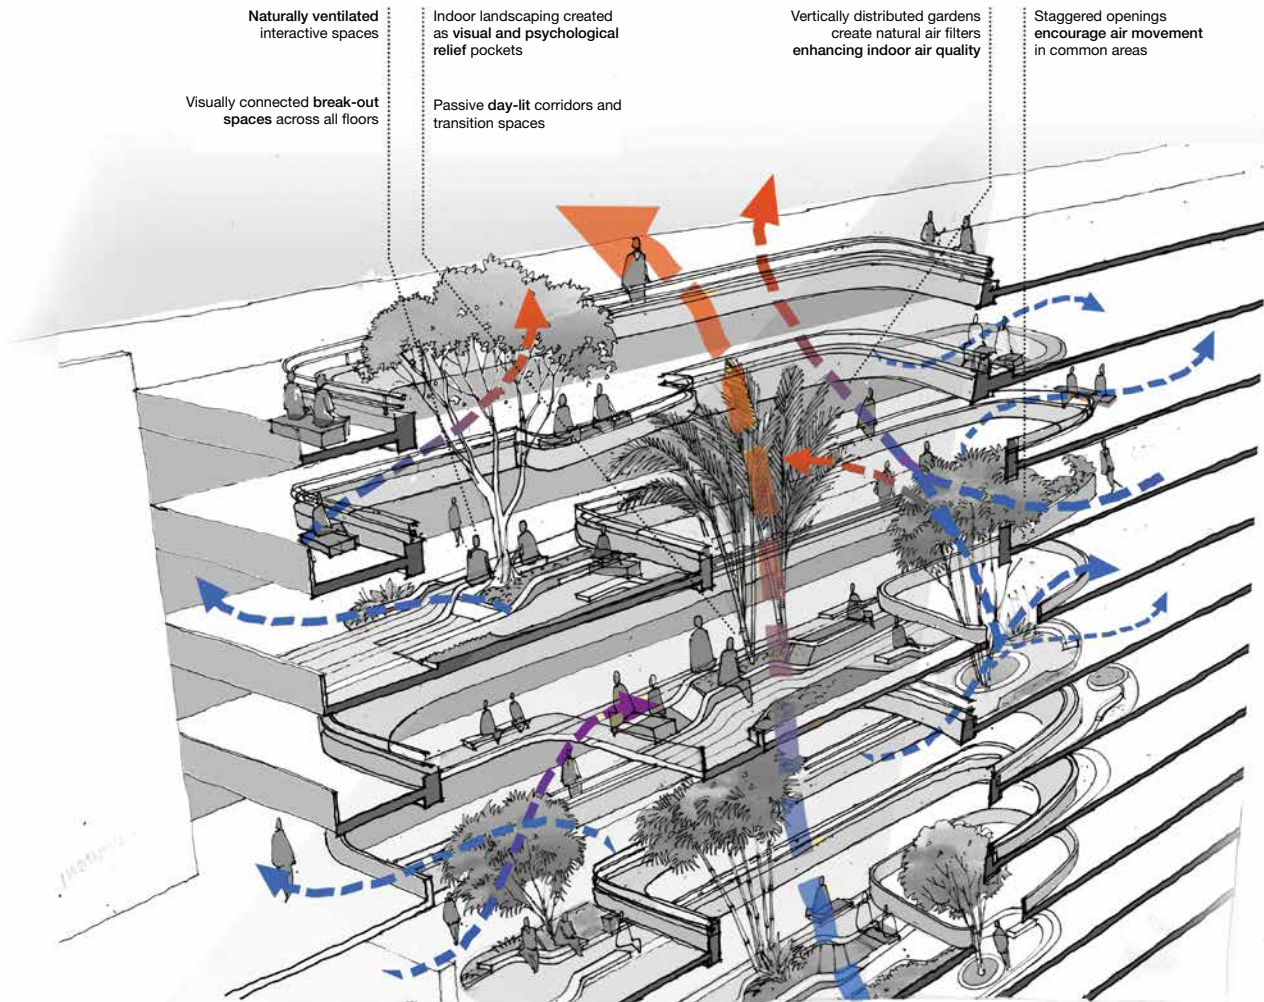 Naturally ventilated
interactive spaces
Indoor landscaping created
as visual and psychological
relief pockets
Vertically distributed gardens
create natural air filters
enhancing indoor air quality
Staggered openings
encourage air movement
in common areas
Visually connected break-out
spaces across all floors
Passive day-lit corridors and
transition spaces